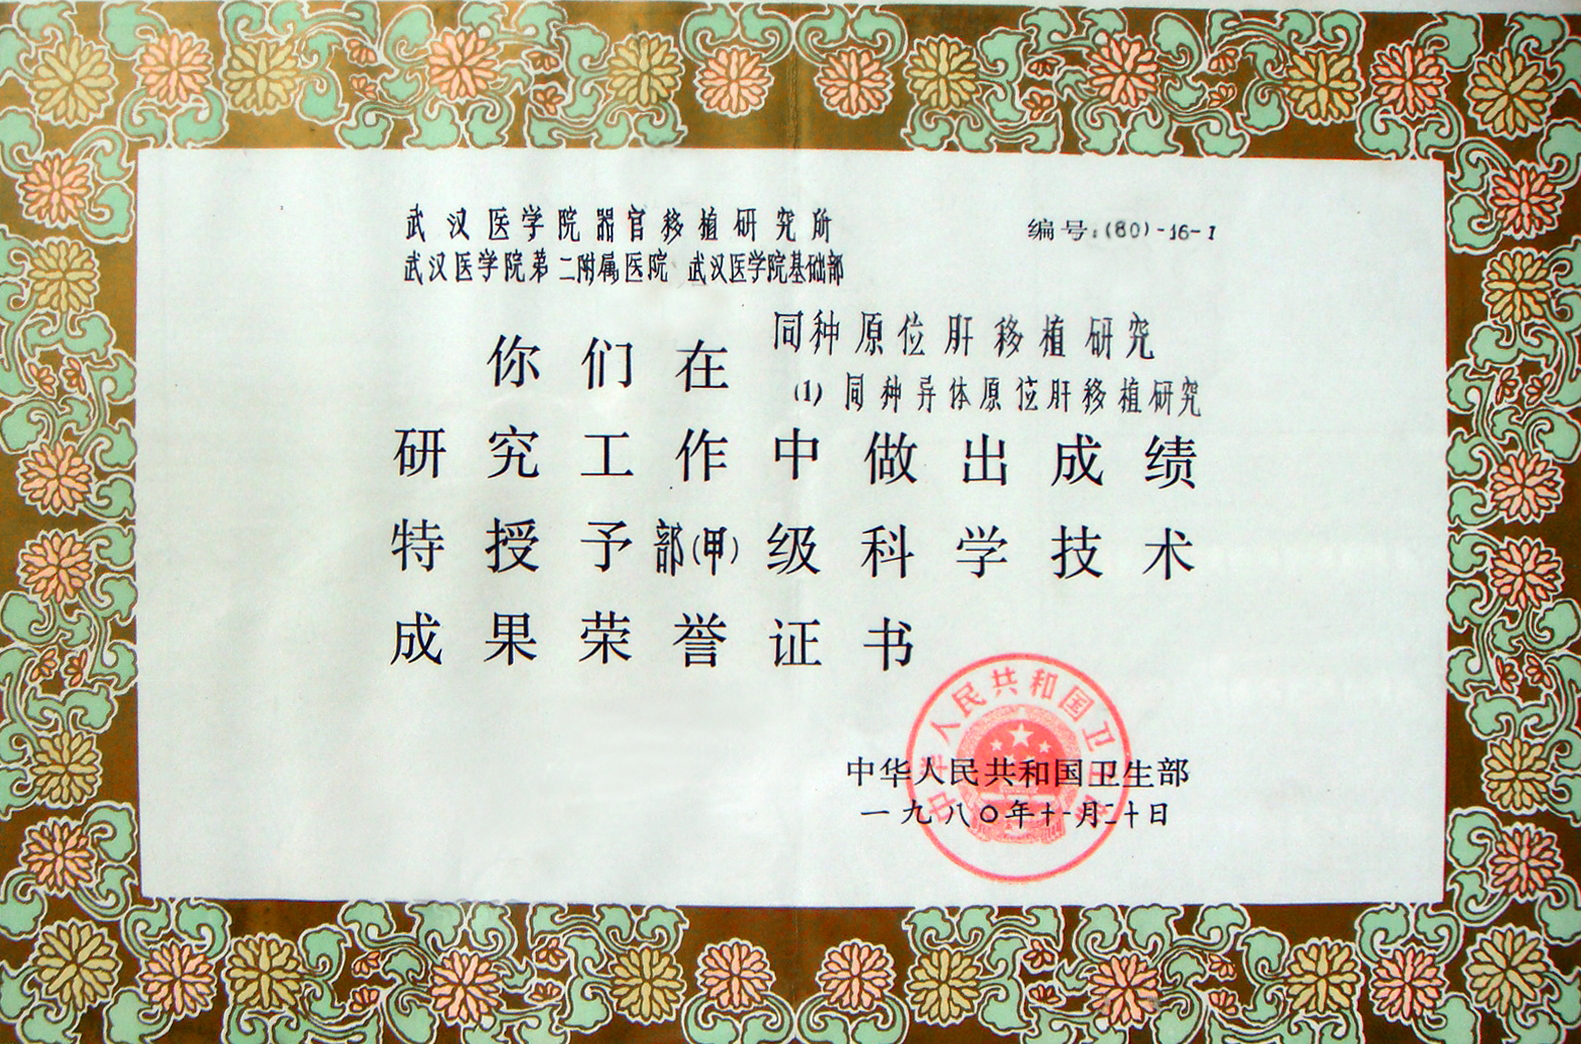 武汉医学院器官移植研究所
编号:(80)-16-1
武汉医学院第二附属医院 武汉医学院基础部
同种原位肝移植研究
你们在
(1) 同种异体原位肝移植研究
研究工作中做出成绩
特授予部(甲)级科学技术
成果荣誉证书
中华人民共和国卫生部
中华人民共和国卫生部
一九八〇年十一月二十日